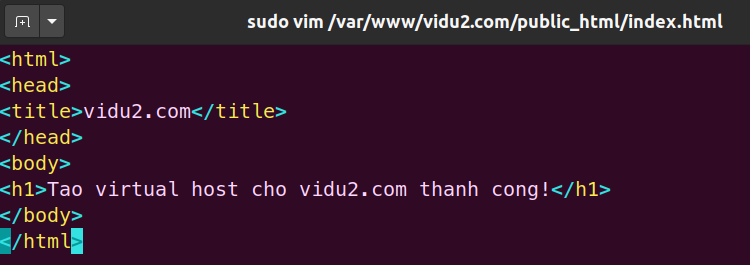 sudo vim /var/www/vidu2.com/public_html/index.html
<html>
<head>
<title>vidu2.com</title>
</head>
<body>
<h1>Tao virtual host cho vidu2.com thanh cong!</h1>
</body>
</html>